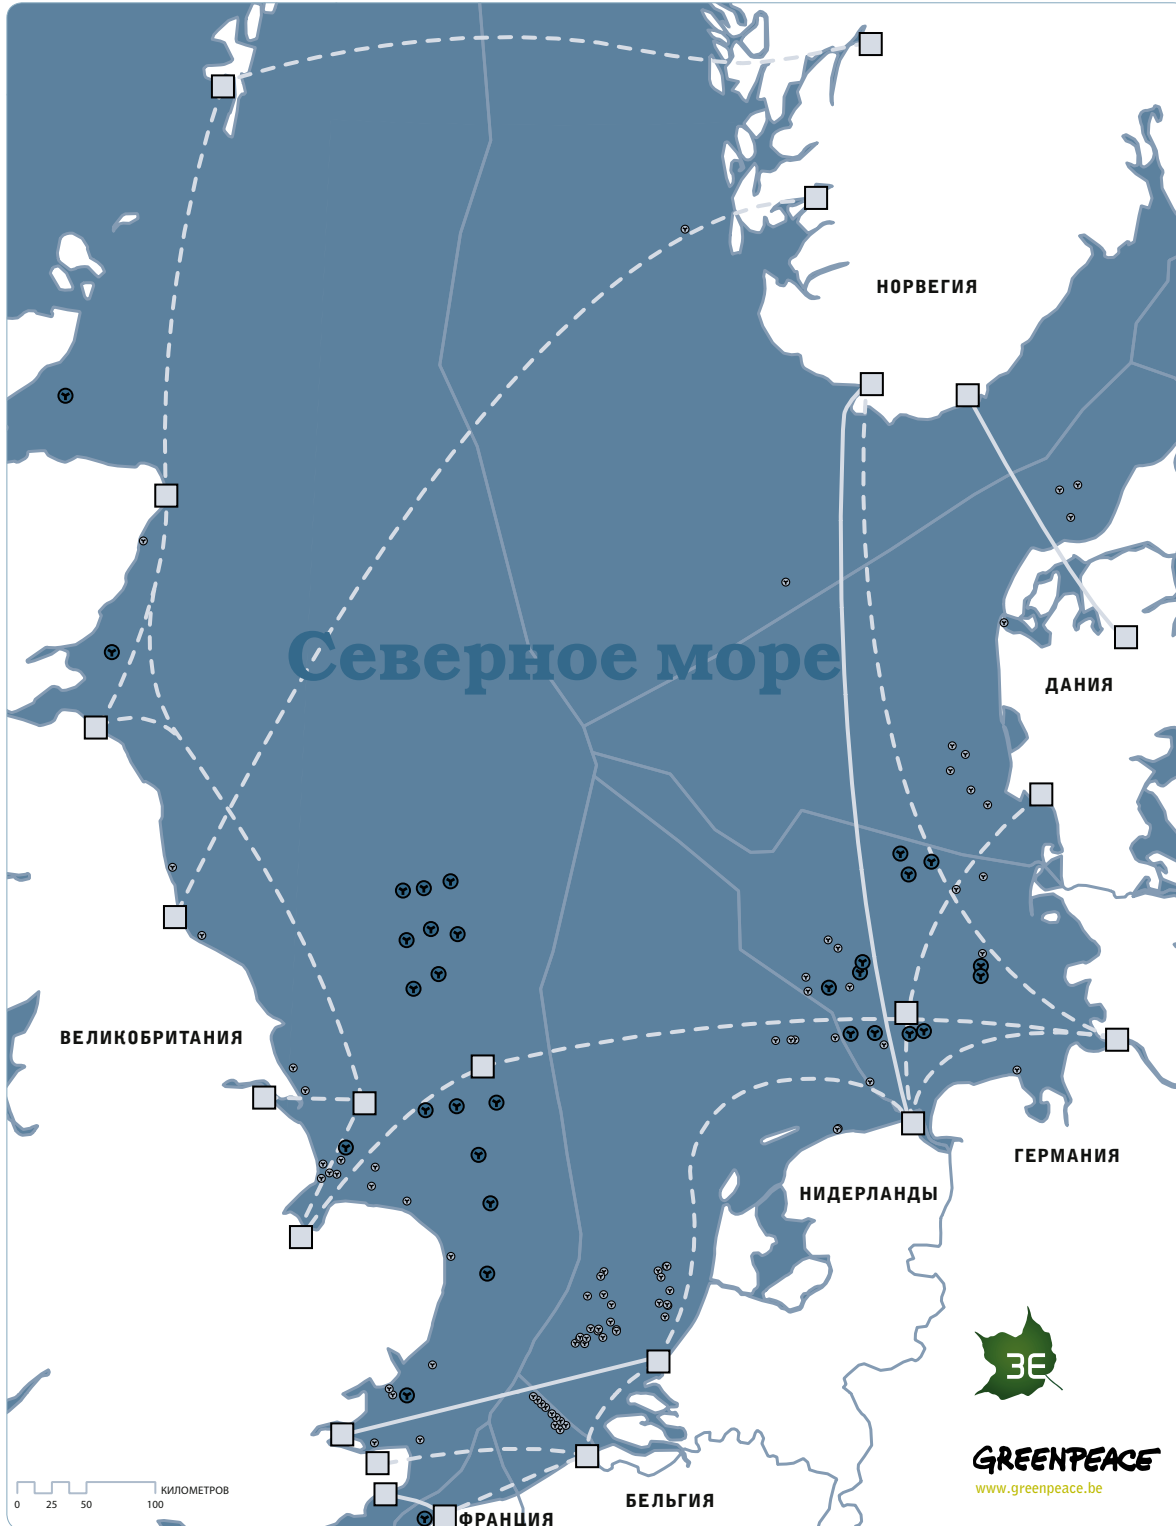 НОРВЕГИЯ
Северное море
ДАНИЯ
ВЕЛИКОБРИТАНИЯ
ГЕРМАНИЯ
НИДЕРЛАНДЫ
3E
GREENPEACE
www.greenpeace.be
КИЛОМЕТРОВ
0 25 50 100
БЕЛЬГИЯ
ФРАНЦИЯ